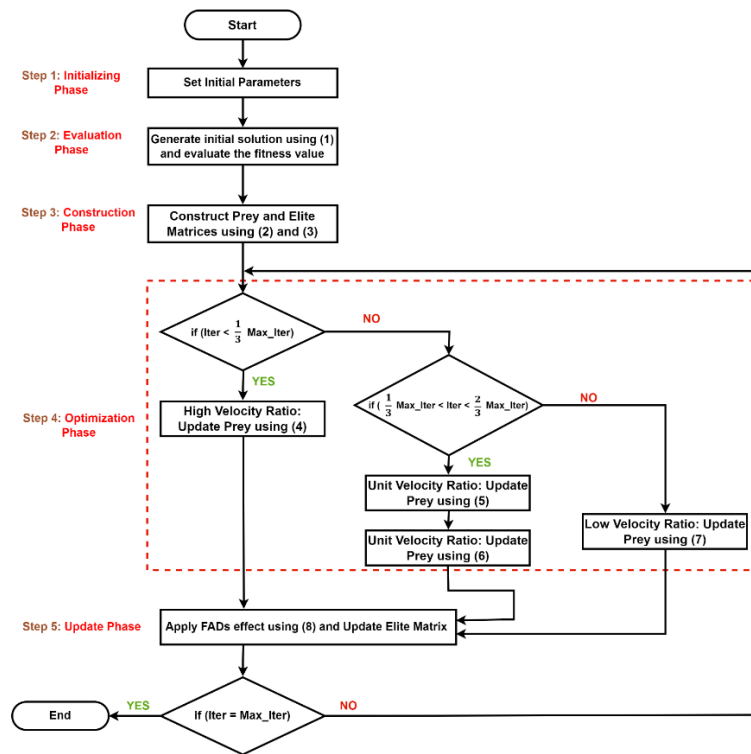 Start
Step 1: Initializing
Phase
Set Initial Parameters
Step 2: Evaluation
Phase
Generate initial solution using (1)
and evaluate the fitness value
Step 3: Construction
Phase
Construct Prey and Elite
Matrices using (2) and (3)
if (Iter < 1/3 Max_Iter)
NO
YES
if ( 1/3 Max_Iter < Iter < 2/3 Max_Iter)
NO
YES
Step 4: Optimization
Phase
High Velocity Ratio:
Update Prey using (4)
Unit Velocity Ratio: Update
Prey using (5)
Unit Velocity Ratio: Update
Prey using (6)
Low Velocity Ratio: Update
Prey using (7)
Step 5: Update Phase
Apply FADs effect using (8) and Update Elite Matrix
if (Iter = Max_Iter)
YES
NO
End